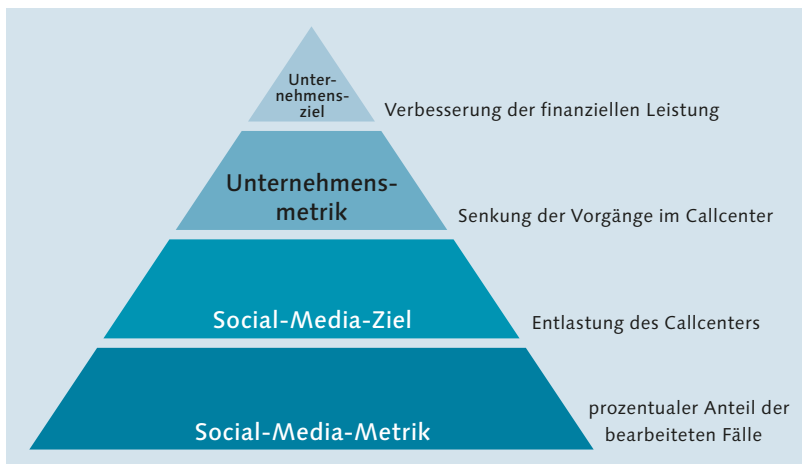 Unter-
nehmens-
ziel
Verbesserung der finanziellen Leistung
Unternehmens-
metrik
Senkung der Vorgänge im Callcenter
Social-Media-Ziel
Entlastung des Callcenters
Social-Media-Metrik
prozentualer Anteil der
bearbeiteten Fälle